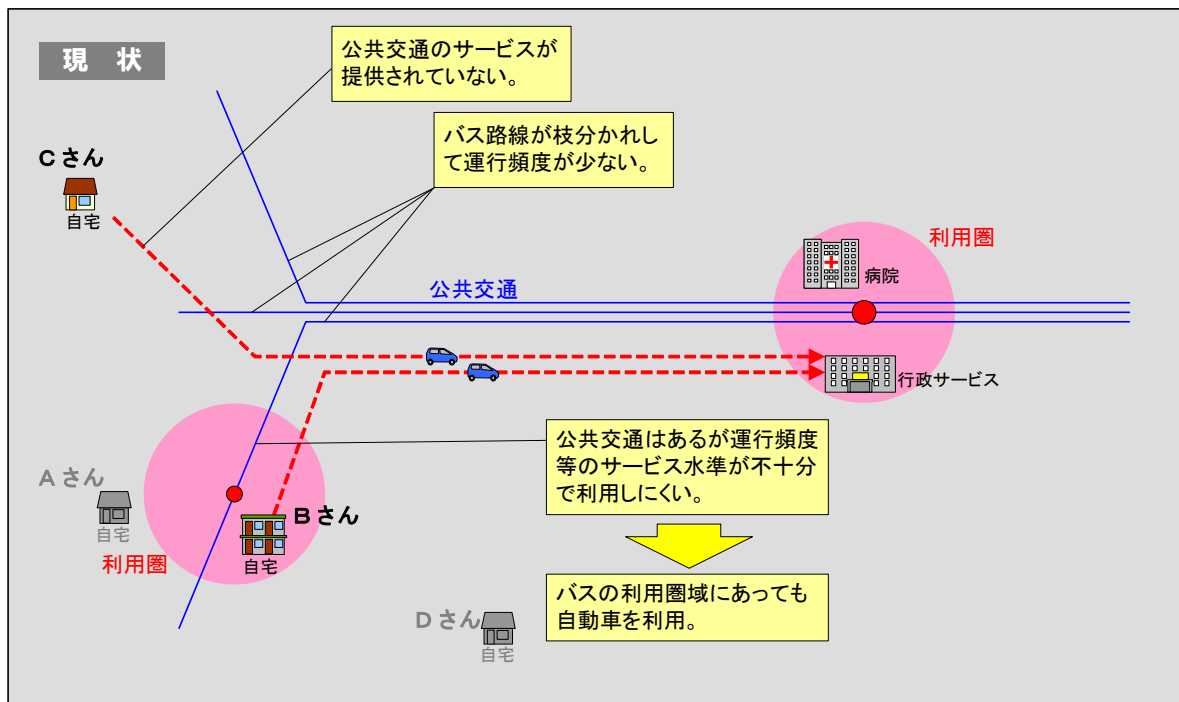 現 状
公共交通のサービスが
提供されていない。
バス路線が枝分かれし
て運行頻度が少ない。
Cさん
自宅
利用圏
病院
公共交通
行政サービス
公共交通はあるが運行頻度
等のサービス水準が不十分
で利用しにくい。
Aさん
自宅
Bさん
自宅
利用圏
バスの利用圏域にあっても
自動車を利用。
Dさん
自宅